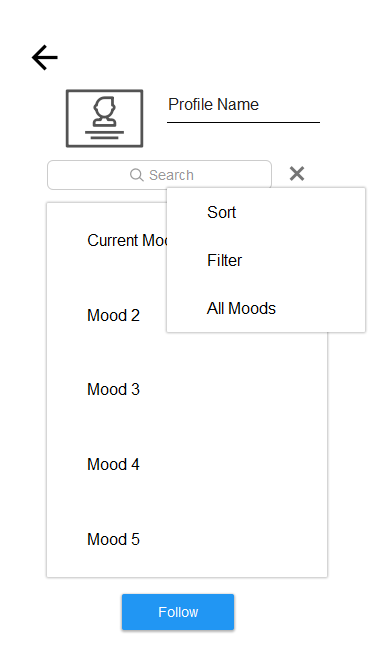 Profile Name
Search
Sort
Current Moo
Filter
All Moods
Mood 2
Mood 3
Mood 4
Mood 5
Follow